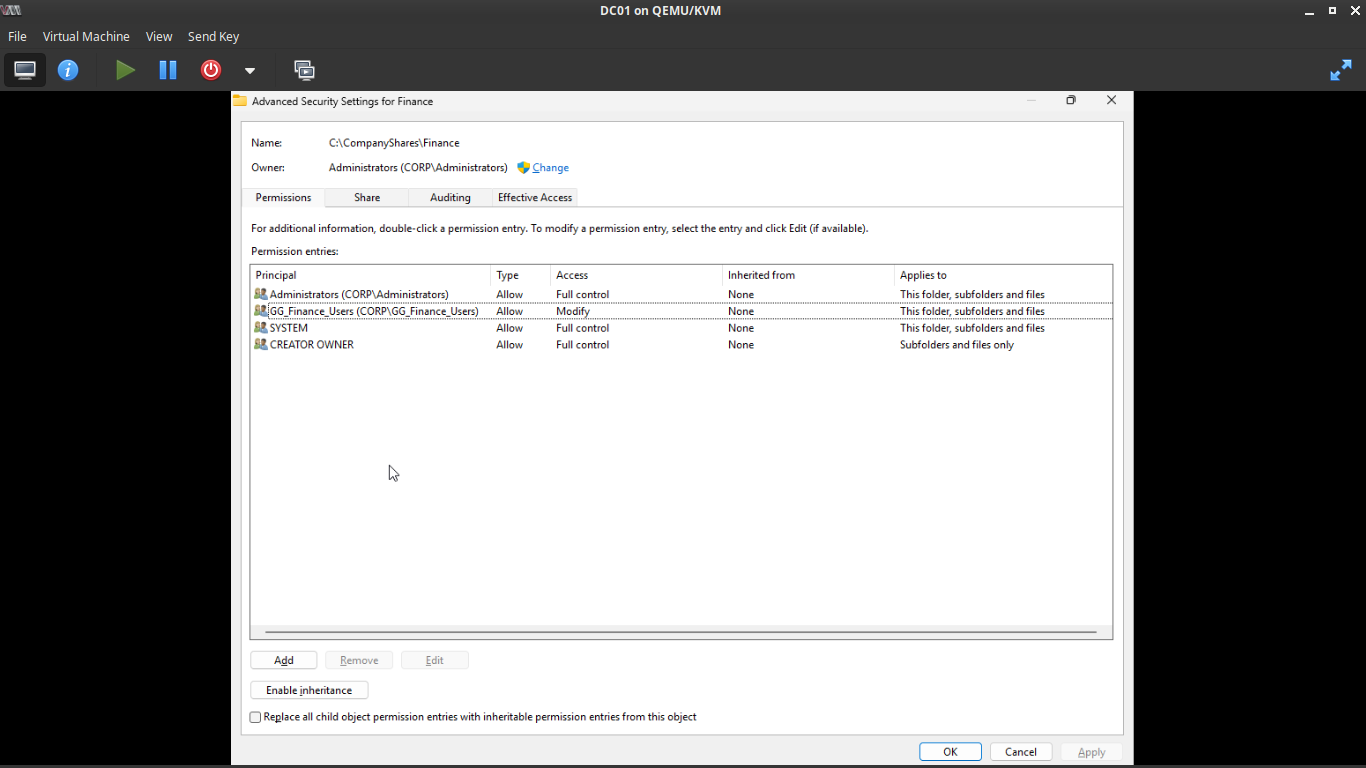 DC01 on QEMU/KVM
File Virtual Machine View Send Key
Advanced Security Settings for Finance
Name: C:\CompanyShares\Finance
Owner: Administrators (CORP\Administrators) Change
Permissions Share Auditing Effective Access
For additional information, double-click a permission entry. To modify a permission entry, select the entry and click Edit (if available).
Permission entries:
Principal Type Access Inherited from Applies to
Administrators (CORP\Administrators) Allow Full control None This folder, subfolders and files
GG_Finance_Users (CORP\GG_Finance_Users) Allow Modify None This folder, subfolders and files
SYSTEM Allow Full control None This folder, subfolders and files
CREATOR OWNER Allow Full control None Subfolders and files only
Add Remove Edit
Enable inheritance
Replace all child object permission entries with inheritable permission entries from this object
OK Cancel Apply